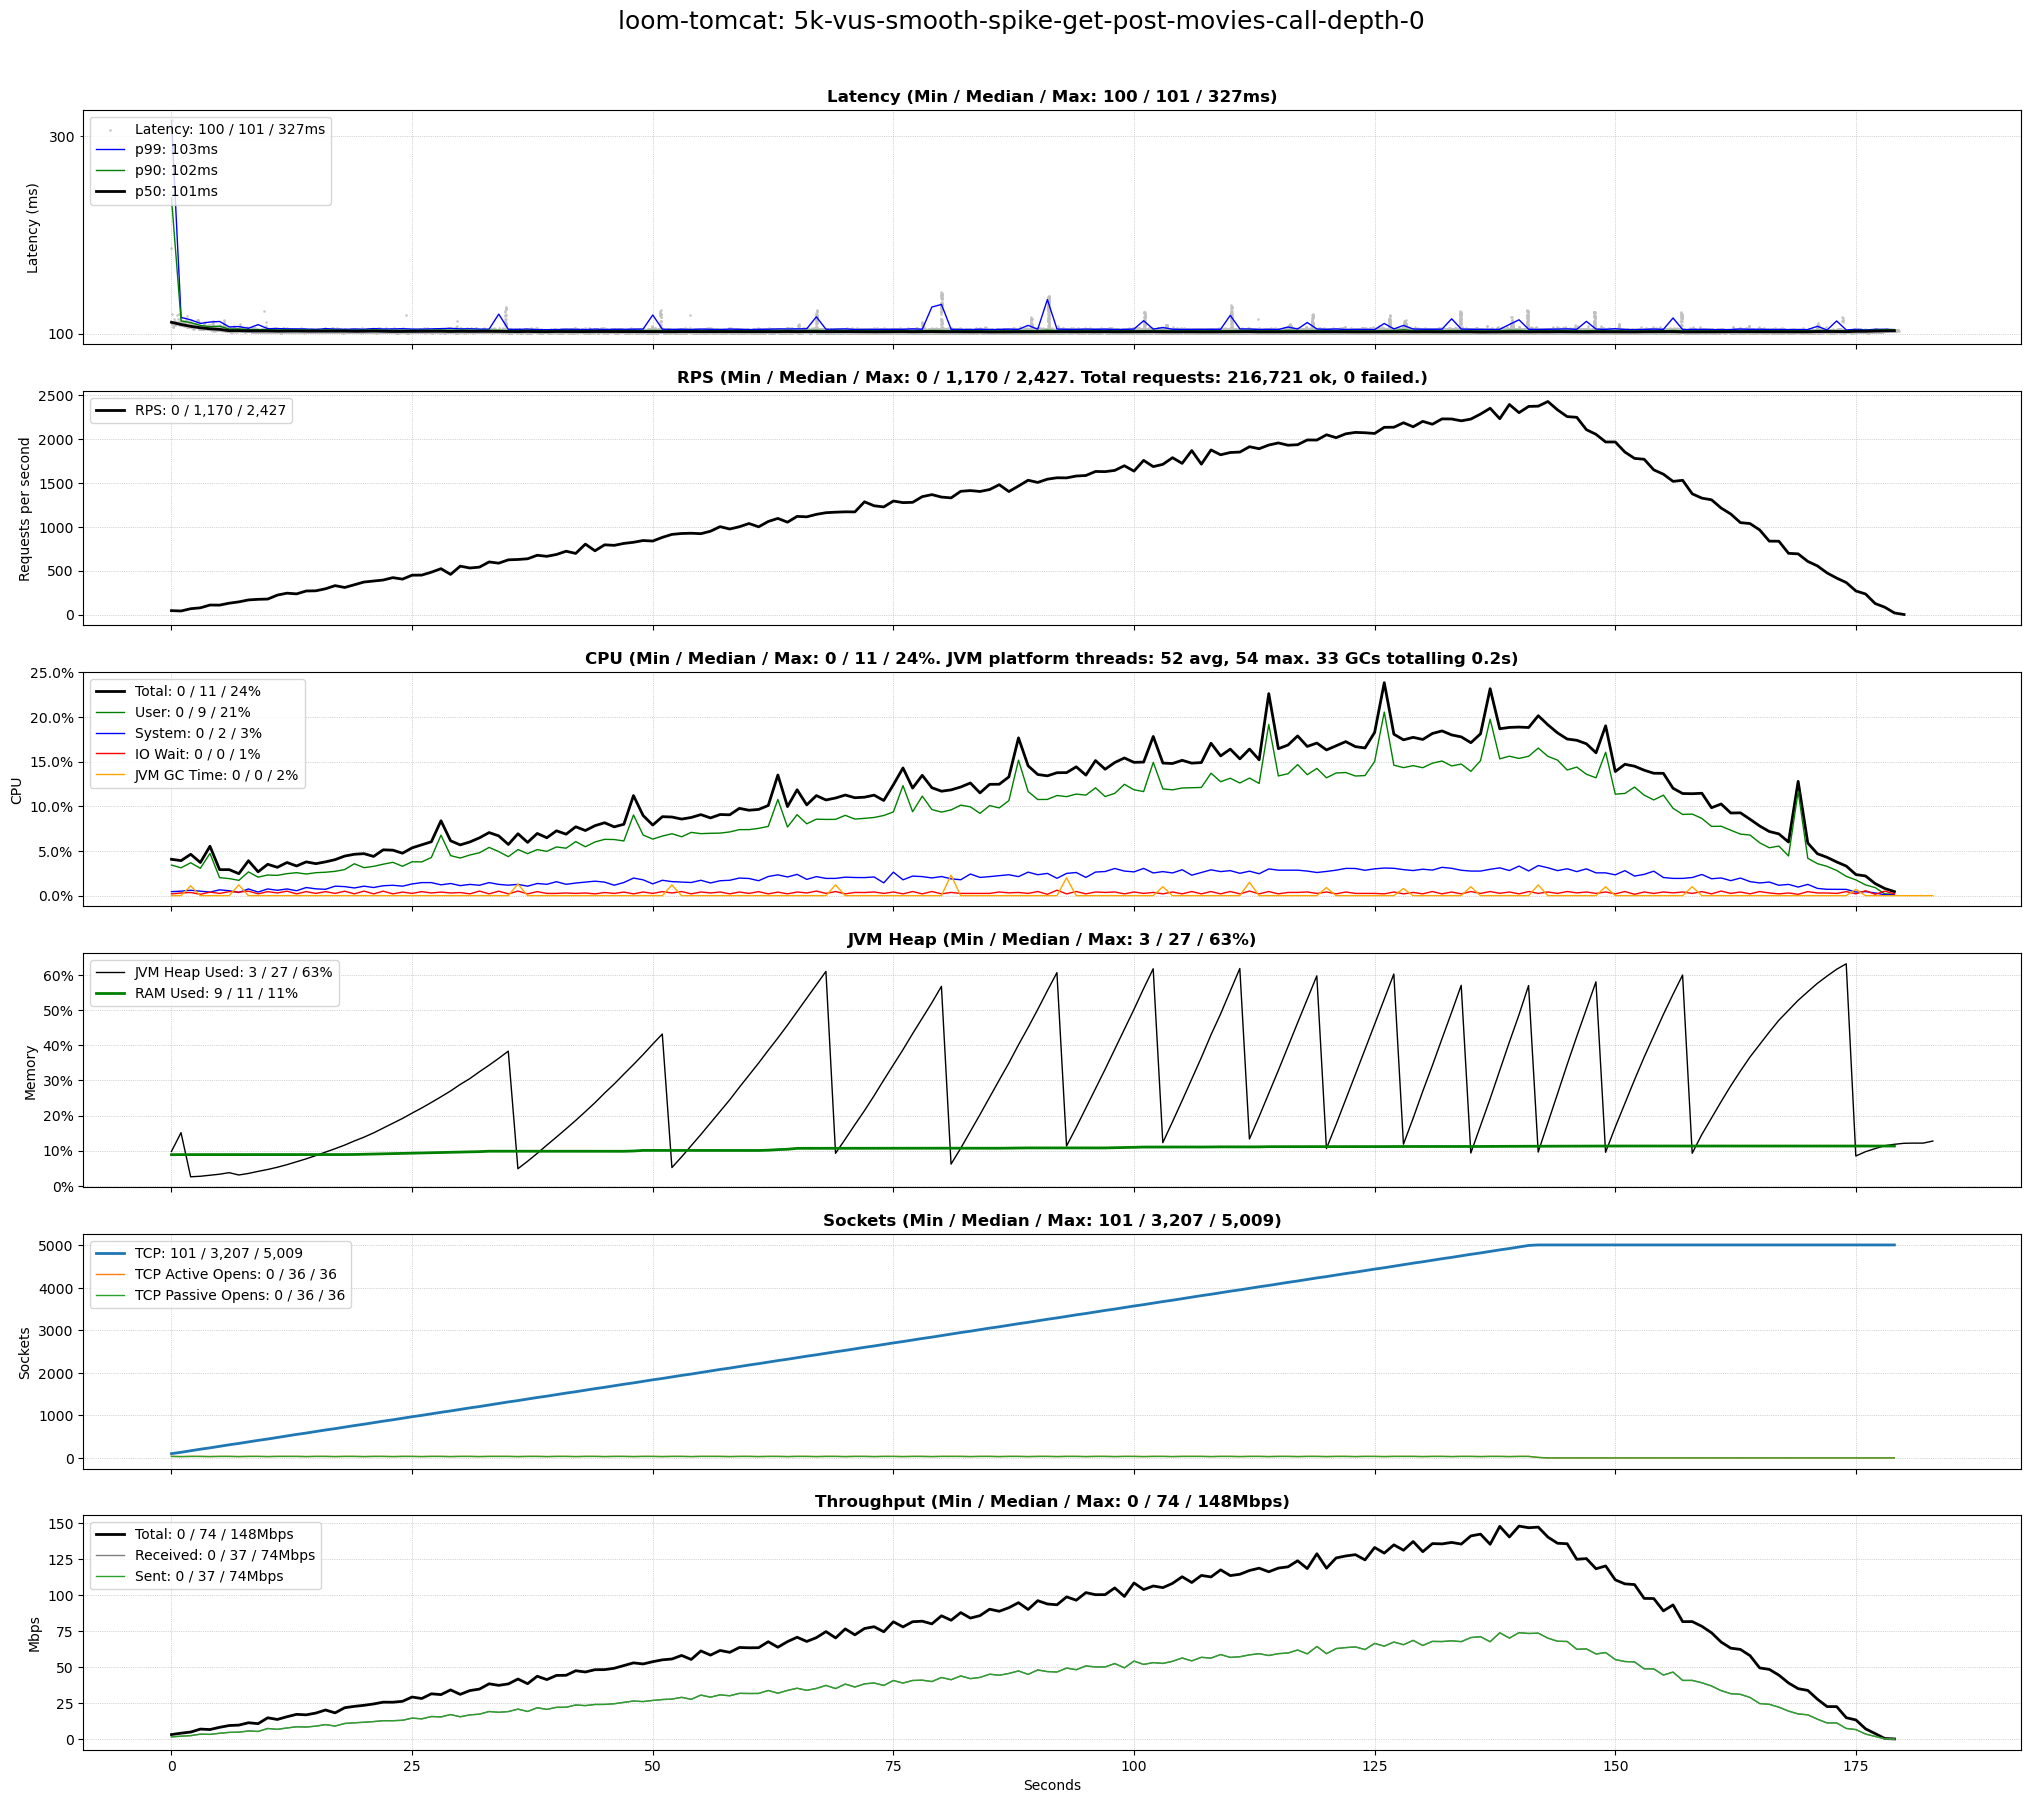 loom-tomcat: 5k-vus-smooth-spike-get-post-movies-call-depth-0
Latency (Min / Median / Max: 100 / 101 / 327ms)
Latency: 100 / 101 / 327ms
p99: 103ms
p90: 102ms
p50: 101ms
300
100
Latency (ms)
RPS (Min / Median / Max: 0 / 1,170 / 2,427. Total requests: 216,721 ok, 0 failed.)
RPS: 0 / 1,170 / 2,427
2500
2000
1500
1000
500
0
Requests per second
CPU (Min / Median / Max: 0 / 11 / 24%. JVM platform threads: 52 avg, 54 max. 33 GCs totalling 0.2s)
Total: 0 / 11 / 24%
User: 0 / 9 / 21%
System: 0 / 2 / 3%
IO Wait: 0 / 0 / 1%
JVM GC Time: 0 / 0 / 2%
25.0%
20.0%
15.0%
10.0%
5.0%
0.0%
CPU
JVM Heap (Min / Median / Max: 3 / 27 / 63%)
JVM Heap Used: 3 / 27 / 63%
RAM Used: 9 / 11 / 11%
60%
50%
40%
30%
20%
10%
0%
Memory
Sockets (Min / Median / Max: 101 / 3,207 / 5,009)
TCP: 101 / 3,207 / 5,009
TCP Active Opens: 0 / 36 / 36
TCP Passive Opens: 0 / 36 / 36
5000
4000
3000
2000
1000
0
Sockets
Throughput (Min / Median / Max: 0 / 74 / 148Mbps)
Total: 0 / 74 / 148Mbps
Received: 0 / 37 / 74Mbps
Sent: 0 / 37 / 74Mbps
150
125
100
75
50
25
0
Mbps
0 25 50 75 100 125 150 175
Seconds